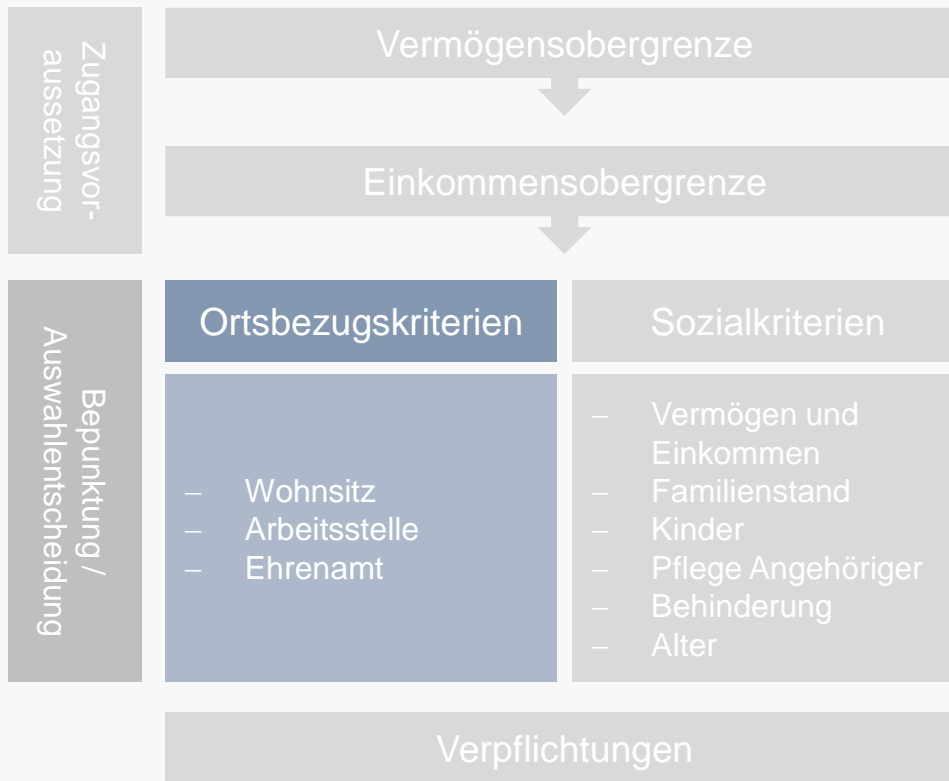 Zugangsvor-
aussetzung
Vermögensobergrenze
Einkommensobergrenze
Bepunktung /
Auswahlentscheidung
Ortsbezugskriterien
– Wohnsitz
– Arbeitsstelle
– Ehrenamt
Sozialkriterien
– Vermögen und
Einkommen
– Familienstand
– Kinder
– Pflege Angehöriger
– Behinderung
– Alter
Verpflichtungen